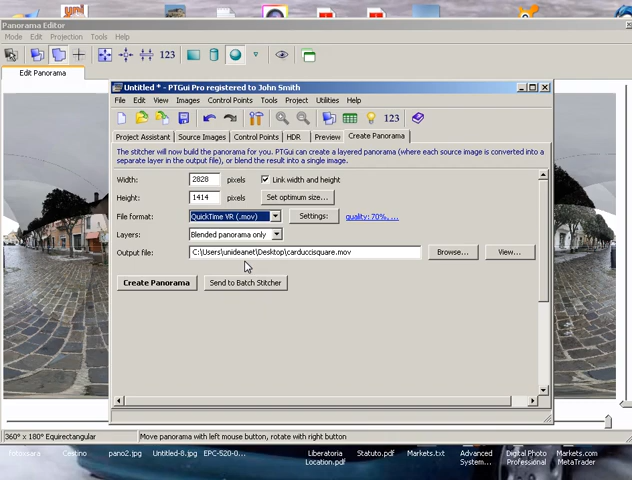 Panorama Editor
Mode Edit Projection Tools Help
123
Edit Panorama
Untitled * - PTGui Pro registered to John Smith
File Edit View Images Control Points Tools Project Utilities Help
123
Project Assistant Source Images Control Points HDR Preview Create Panorama
The stitcher will now build the panorama for you. PTGui can create a layered panorama (where each source image is converted into a
separate layer in the output file), or blend the result into a single image.
Width: 2828 pixels Link width and height
Height: 1414 pixels Set optimum size...
File format: QuickTime VR (.mov) Settings: quality: 70%, ...
Layers: Blended panorama only
Output file: C:\Users\unideanet\Desktop\carduccisquare.mov Browse... View...
Create Panorama Send to Batch Stitcher
360° x 180° Equirectangular Move panorama with left mouse button, rotate with right button
Cestino pano2.jpg Untitled-8.jpg EPC-520-0... Liberatoria Statuto.pdf Markets.txt Advanced Digital Photo Markets.com
Location.pdf System... Professional MetaTrader